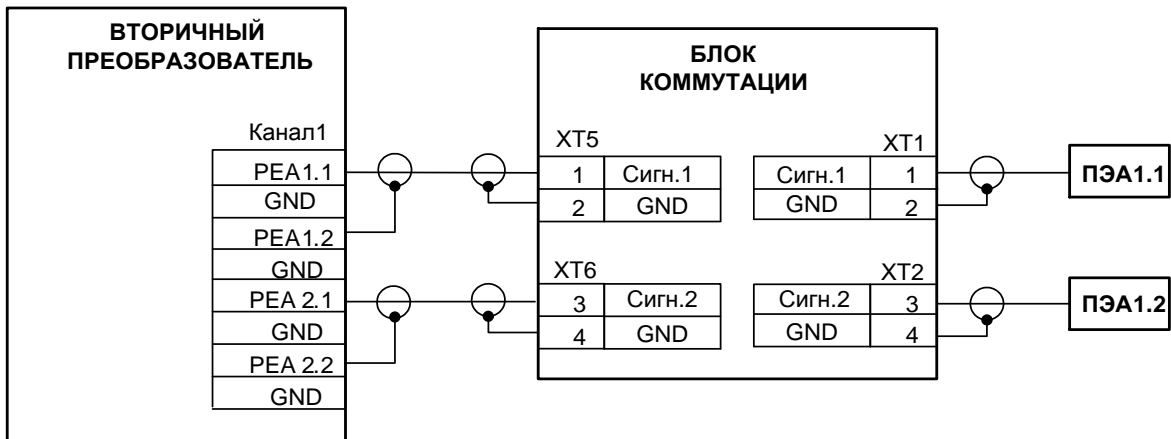 ВТОРИЧНЫЙ
ПРЕОБРАЗОВАТЕЛЬ
Канал1
PEA1.1
GND
PEA1.2
GND
PEA 2.1
GND
PEA 2.2
GND
БЛОК
КОММУТАЦИИ
XT5
1 Сигн.1
2 GND
XT6
3 Сигн.2
4 GND
XT1
Сигн.1 1
GND 2
XT2
Сигн.2 3
GND 4
ПЭА1.1
ПЭА1.2